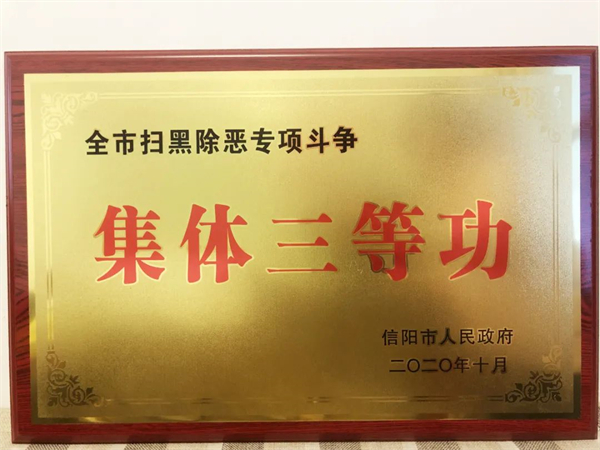 全市扫黑除恶专项斗争
集体三等功
信阳市人民政府
二〇二〇年十月